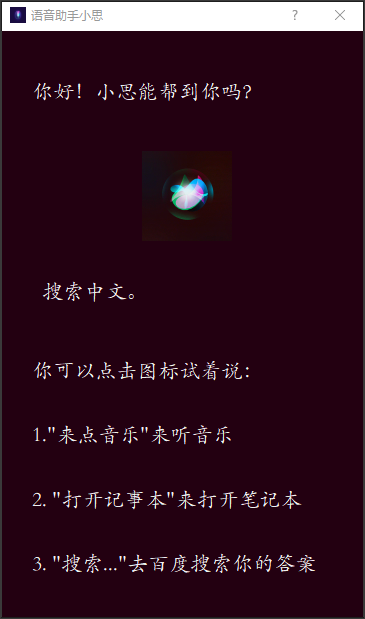 语音助手小思
?
你好！小思能帮到你吗?
搜索中文。
你可以点击图标试着说:
1."来点音乐"来听音乐
2. "打开记事本"来打开笔记本
3. "搜索..."去百度搜索你的答案